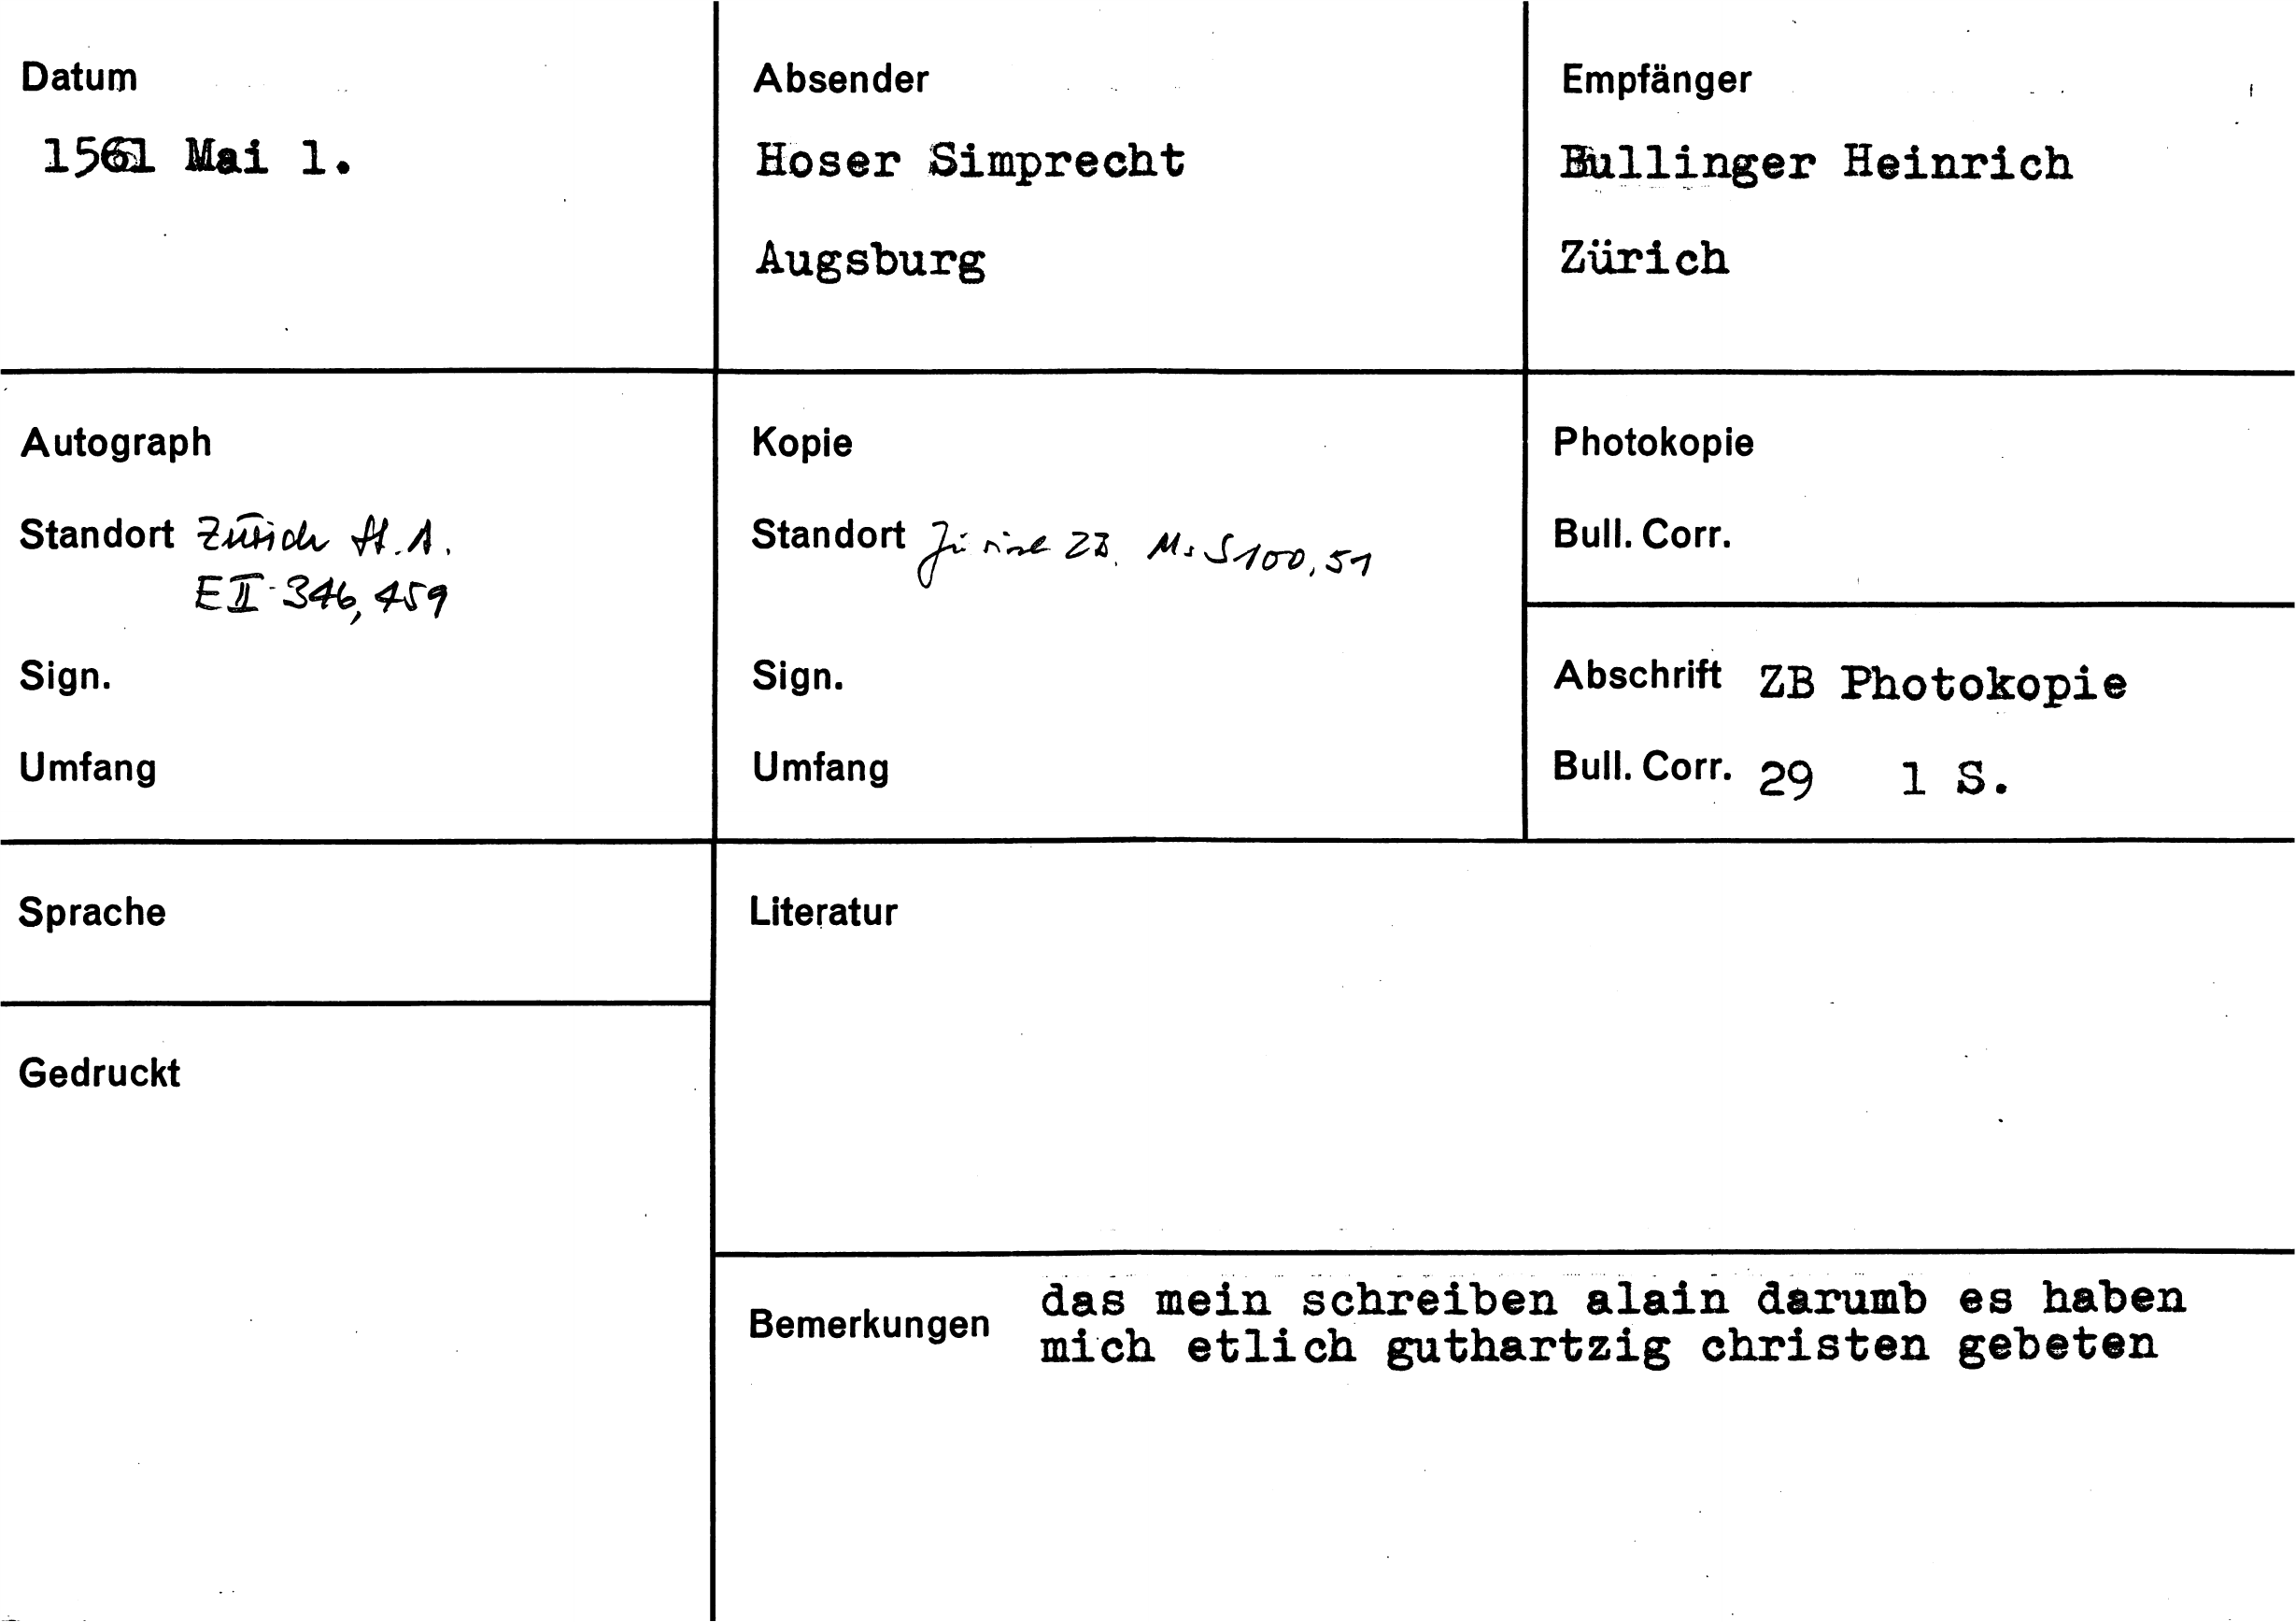 Datum
1561 Mai 1.
Absender
Hoser Simprecht
Augsburg
Empfänger
Bullinger Heinrich
Zürich
Autograph
Standort Zürich St.A.
E II 346, 459
Sign.
Umfang
Kopie
Standort Zürich ZB. Ms S 100, 51
Sign.
Umfang
Photokopie
Bull. Corr.
Abschrift ZB Photokopie
Bull. Corr. 29 1 S.
Sprache
Literatur
Gedruckt
Bemerkungen das mein schreiben alain darumb es haben
mich etlich guthartzig christen gebeten